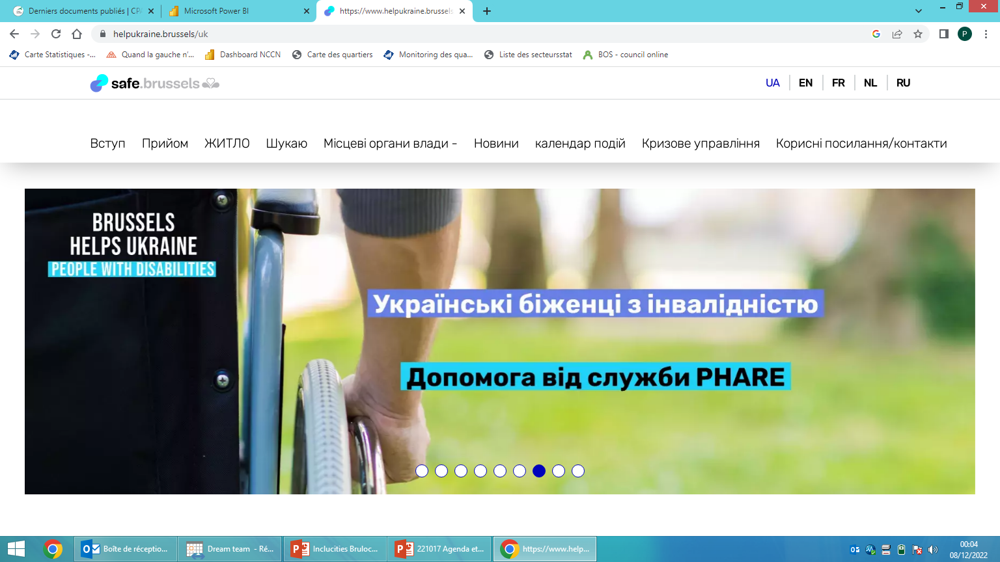 Derniers documents publiés | CPA
Microsoft Power BI
https://www.helpukraine.brussels
helpukraine.brussels/uk
P
Carte Statistiques -...
Quand la gauche n'...
Dashboard NCCN
Carte des quartiers
Monitoring des qua...
Liste des secteursstat
BOS - council online
safe.brussels
UA
EN
FR
NL
RU
Вступ
Прийом
ЖИТЛО
Шукаю
Місцеві органи влади -
Новини
календар подій
Кризове управління
Корисні посилання/контакти
BRUSSELS
HELPS UKRAINE
PEOPLE WITH DISABILITIES
Українські біженці з інвалідністю
Допомога від служби PHARE
Boîte de réceptio...
Dream team - Ré...
Inclucities Bruloc...
221017 Agenda et...
https://www.help...
00:04
08/12/2022